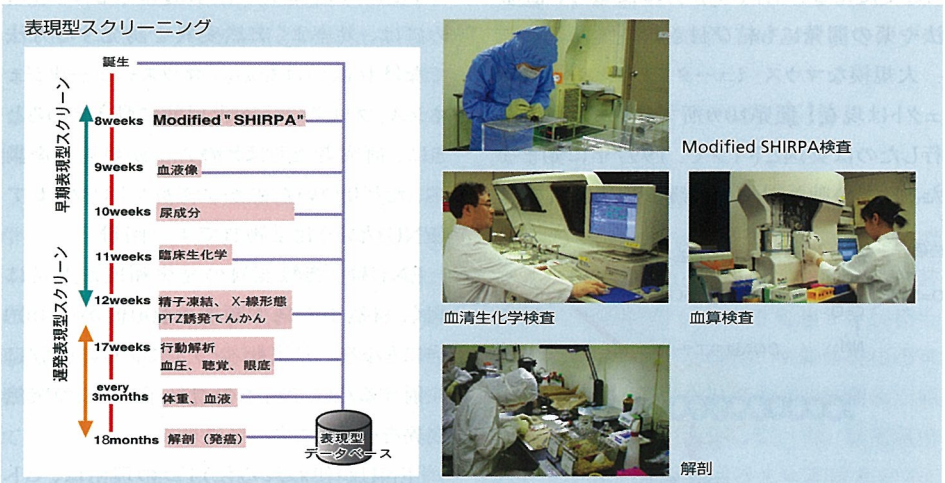 表現型スクリーニング
誕生
早期表現型スクリーン
遅発表現型スクリーン
8weeks Modified "SHIRPA"
9weeks 血液像
10weeks 尿成分
11weeks 臨床生化学
12weeks 精子凍結、X-線形態
PTZ誘発てんかん
17weeks 行動解析
血圧、聴覚、眼底
every
3months 体重、血液
18months 解剖（発癌）
表現型
データベース
Modified SHIRPA検査
血清生化学検査
血算検査
解剖